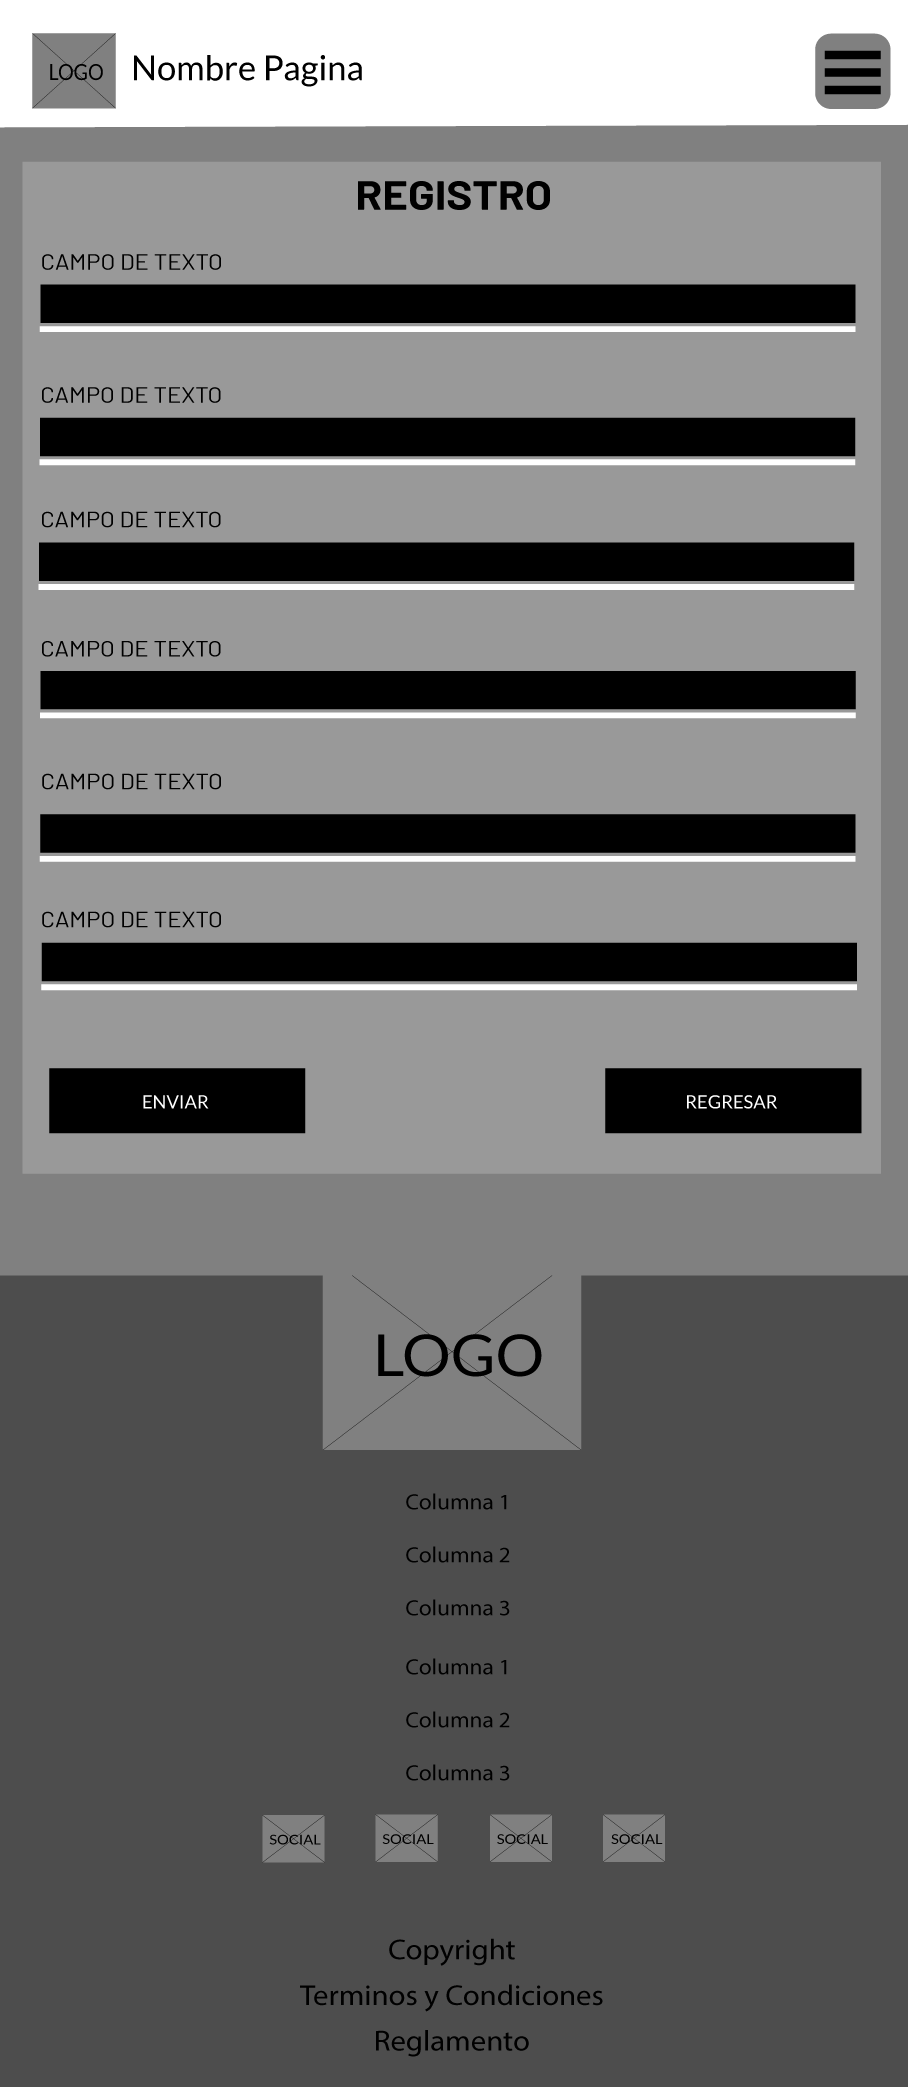 LOGO
Nombre Pagina
REGISTRO
CAMPO DE TEXTO
CAMPO DE TEXTO
CAMPO DE TEXTO
CAMPO DE TEXTO
CAMPO DE TEXTO
CAMPO DE TEXTO
ENVIAR
REGRESAR
LOGO
Columna 1
Columna 2
Columna 3
Columna 1
Columna 2
Columna 3
SOCIAL
SOCIAL
SOCIAL
SOCIAL
Copyright
Terminos y Condiciones
Reglamento